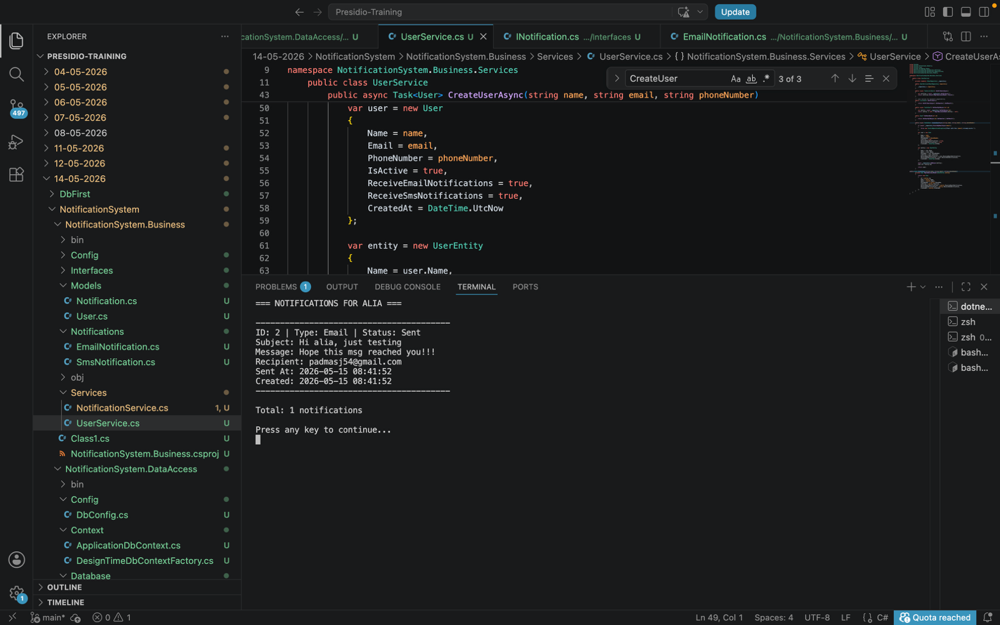 Presidio-Training
Update
EXPLORER
PRESIDIO-TRAINING
04-05-2026
05-05-2026
06-05-2026
07-05-2026
08-05-2026
11-05-2026
12-05-2026
14-05-2026
DbFirst
NotificationSystem
NotificationSystem.Business
bin
Config
Interfaces
Models
Notification.cs U
User.cs U
Notifications
EmailNotification.cs U
SmsNotification.cs U
obj
Services
NotificationService.cs 1, U
UserService.cs U
Class1.cs U
NotificationSystem.Business.csproj U
NotificationSystem.DataAccess
bin
Config
DbConfig.cs U
Context
ApplicationDbContext.cs U
DesignTimeDbContextFactory.cs U
Database
OUTLINE
TIMELINE
497
1
cationSystem.DataAccess/... U
UserService.cs U
INotification.cs .../Interfaces U
EmailNotification.cs .../NotificationSystem.Business/... U
14-05-2026 > NotificationSystem > NotificationSystem.Business > Services > UserService.cs > {} NotificationSystem.Business.Services > UserService > CreateUserAs
CreateUser Aa ab .* 3 of 3
9 namespace NotificationSystem.Business.Services
11 public class UserService
43 public async Task<User> CreateUserAsync(string name, string email, string phoneNumber)
50 var user = new User
51 {
52 Name = name,
53 Email = email,
54 PhoneNumber = phoneNumber,
55 IsActive = true,
56 ReceiveEmailNotifications = true,
57 ReceiveSmsNotifications = true,
58 CreatedAt = DateTime.UtcNow
59 };
60
61 var entity = new UserEntity
62 {
63 Name = user.Name,
PROBLEMS 1 OUTPUT DEBUG CONSOLE TERMINAL PORTS
=== NOTIFICATIONS FOR ALIA ===
----------------------------------------
ID: 2 | Type: Email | Status: Sent
Subject: Hi alia, just testing
Message: Hope this msg reached you!!!
Recipient: padmasj54@gmail.com
Sent At: 2026-05-15 08:41:52
Created: 2026-05-15 08:41:52
----------------------------------------
Total: 1 notifications
Press any key to continue...
dotne...
zsh
zsh o...
bash...
bash...
main* 0 1
Ln 49, Col 1 Spaces: 4 UTF-8 LF {} C# Quota reached